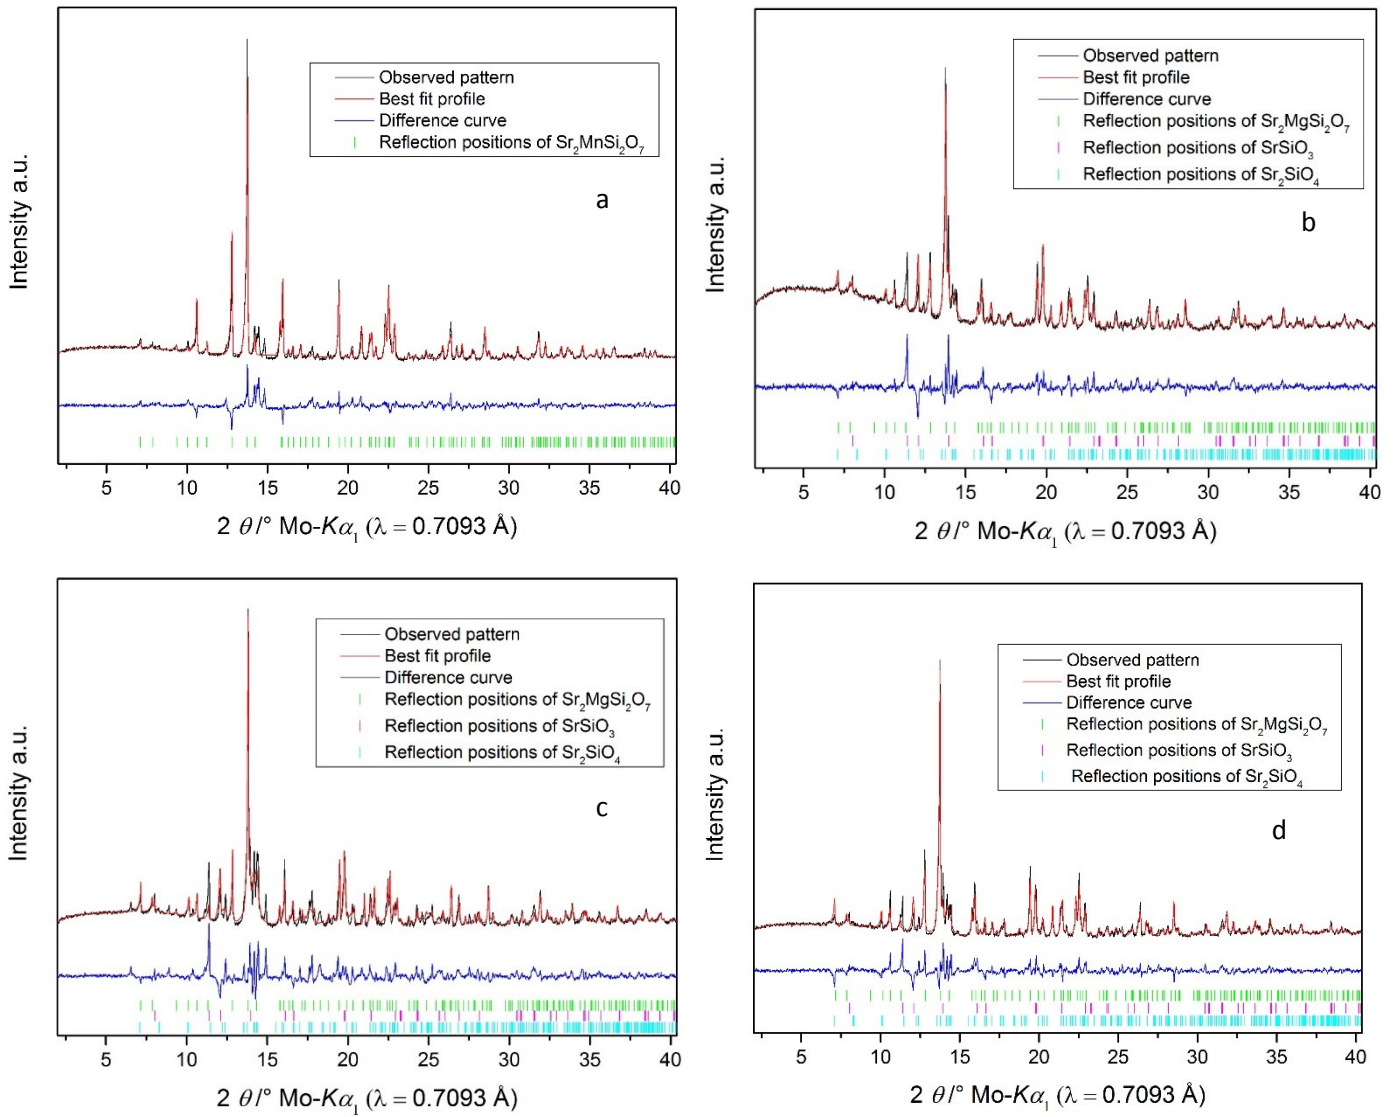 Intensity a.u.
Observed pattern
Best fit profile
Difference curve
Reflection positions of Sr₂MnSi₂O₇
a
5 10 15 20 25 30 35 40
2 θ/° Mo-Kα₁ (λ = 0.7093 Å)
Intensity a.u.
Observed pattern
Best fit profile
Difference curve
Reflection positions of Sr₂MgSi₂O₇
Reflection positions of SrSiO₃
Reflection positions of Sr₂SiO₄
b
5 10 15 20 25 30 35 40
2 θ/° Mo-Kα₁ (λ = 0.7093 Å)
Intensity a.u.
Observed pattern
Best fit profile
Difference curve
Reflection positions of Sr₂MgSi₂O₇
Reflection positions of SrSiO₃
Reflection positions of Sr₂SiO₄
c
5 10 15 20 25 30 35 40
2 θ/° Mo-Kα₁ (λ = 0.7093 Å)
Intensity a.u.
Observed pattern
Best fit profile
Difference curve
Reflection positions of Sr₂MgSi₂O₇
Reflection positions of SrSiO₃
Reflection positions of Sr₂SiO₄
d
5 10 15 20 25 30 35 40
2 θ/° Mo-Kα₁ (λ = 0.7093 Å)